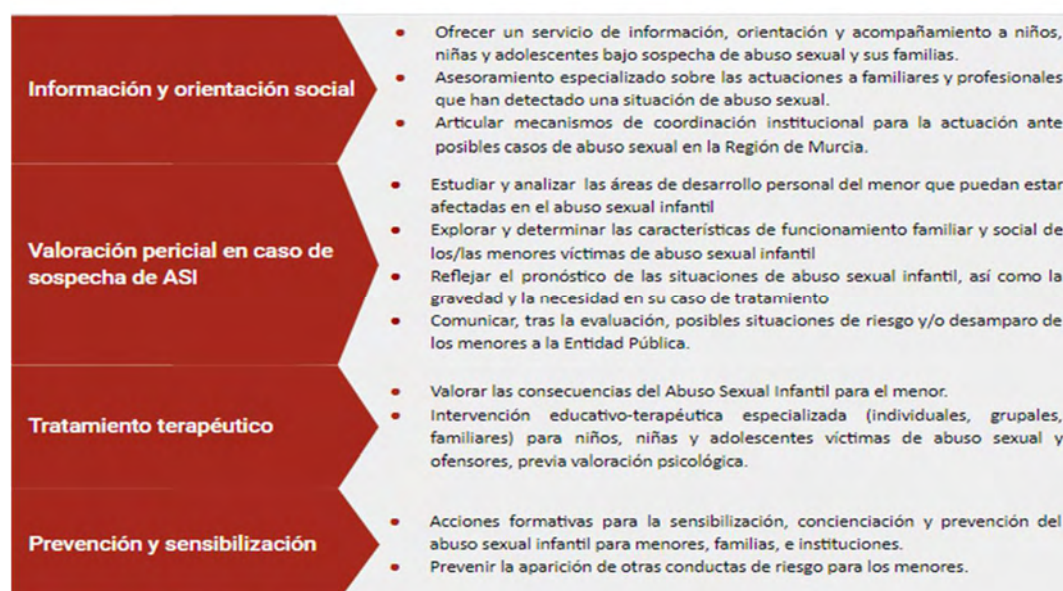 Información y orientación social
• Ofrecer un servicio de información, orientación y acompañamiento a niños,
niñas y adolescentes bajo sospecha de abuso sexual y sus familias.
• Asesoramiento especializado sobre las actuaciones a familiares y profesionales
que han detectado una situación de abuso sexual.
• Articular mecanismos de coordinación institucional para la actuación ante
posibles casos de abuso sexual en la Región de Murcia.
Valoración pericial en caso de
sospecha de ASI
• Estudiar y analizar las áreas de desarrollo personal del menor que puedan estar
afectadas en el abuso sexual infantil
• Explorar y determinar las características de funcionamiento familiar y social de
los/las menores víctimas de abuso sexual infantil
• Reflejar el pronóstico de las situaciones de abuso sexual infantil, así como la
gravedad y la necesidad en su caso de tratamiento
• Comunicar, tras la evaluación, posibles situaciones de riesgo y/o desamparo de
los menores a la Entidad Pública.
Tratamiento terapéutico
• Valorar las consecuencias del Abuso Sexual Infantil para el menor.
• Intervención educativo-terapéutica especializada (individuales, grupales,
familiares) para niños, niñas y adolescentes víctimas de abuso sexual y
ofensores, previa valoración psicológica.
Prevención y sensibilización
• Acciones formativas para la sensibilización, concienciación y prevención del
abuso sexual infantil para menores, familias, e instituciones.
• Prevenir la aparición de otras conductas de riesgo para los menores.